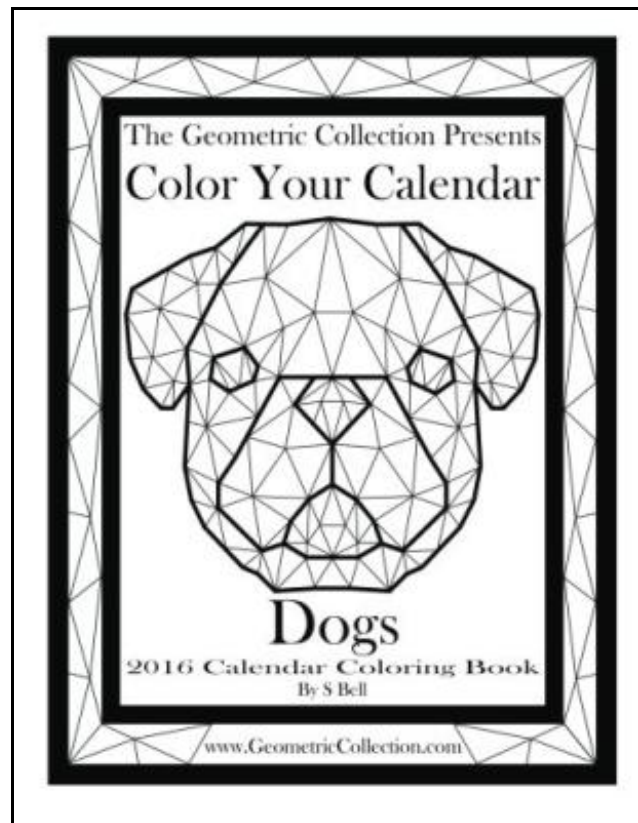 The Geometric Collection Presents
Color Your Calendar
Dogs
2016 Calendar Coloring Book
By S Bell
www.GeometricCollection.com